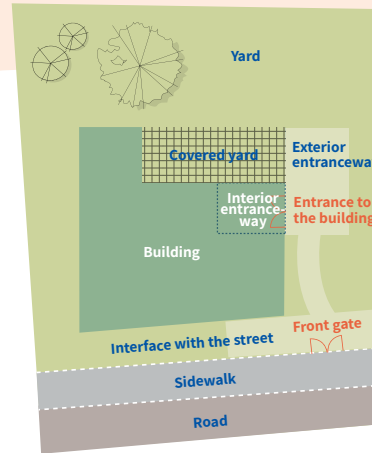 Yard
Covered yard
Exterior
entrancewa
Interior
entrance-
way
Entrance to
the building
Building
Front gate
Interface with the street
Sidewalk
Road